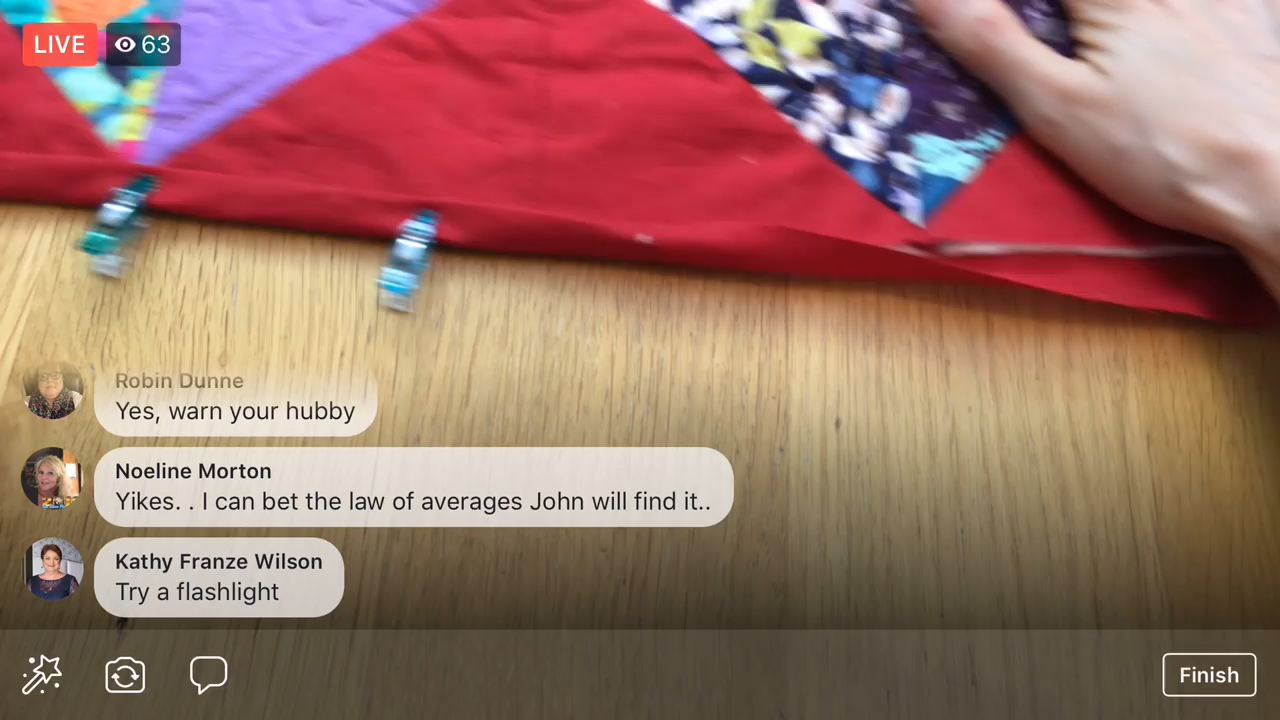 LIVE 63
Robin Dunne
Yes, warn your hubby
Noeline Morton
Yikes. . I can bet the law of averages John will find it..
Kathy Franze Wilson
Try a flashlight
Finish